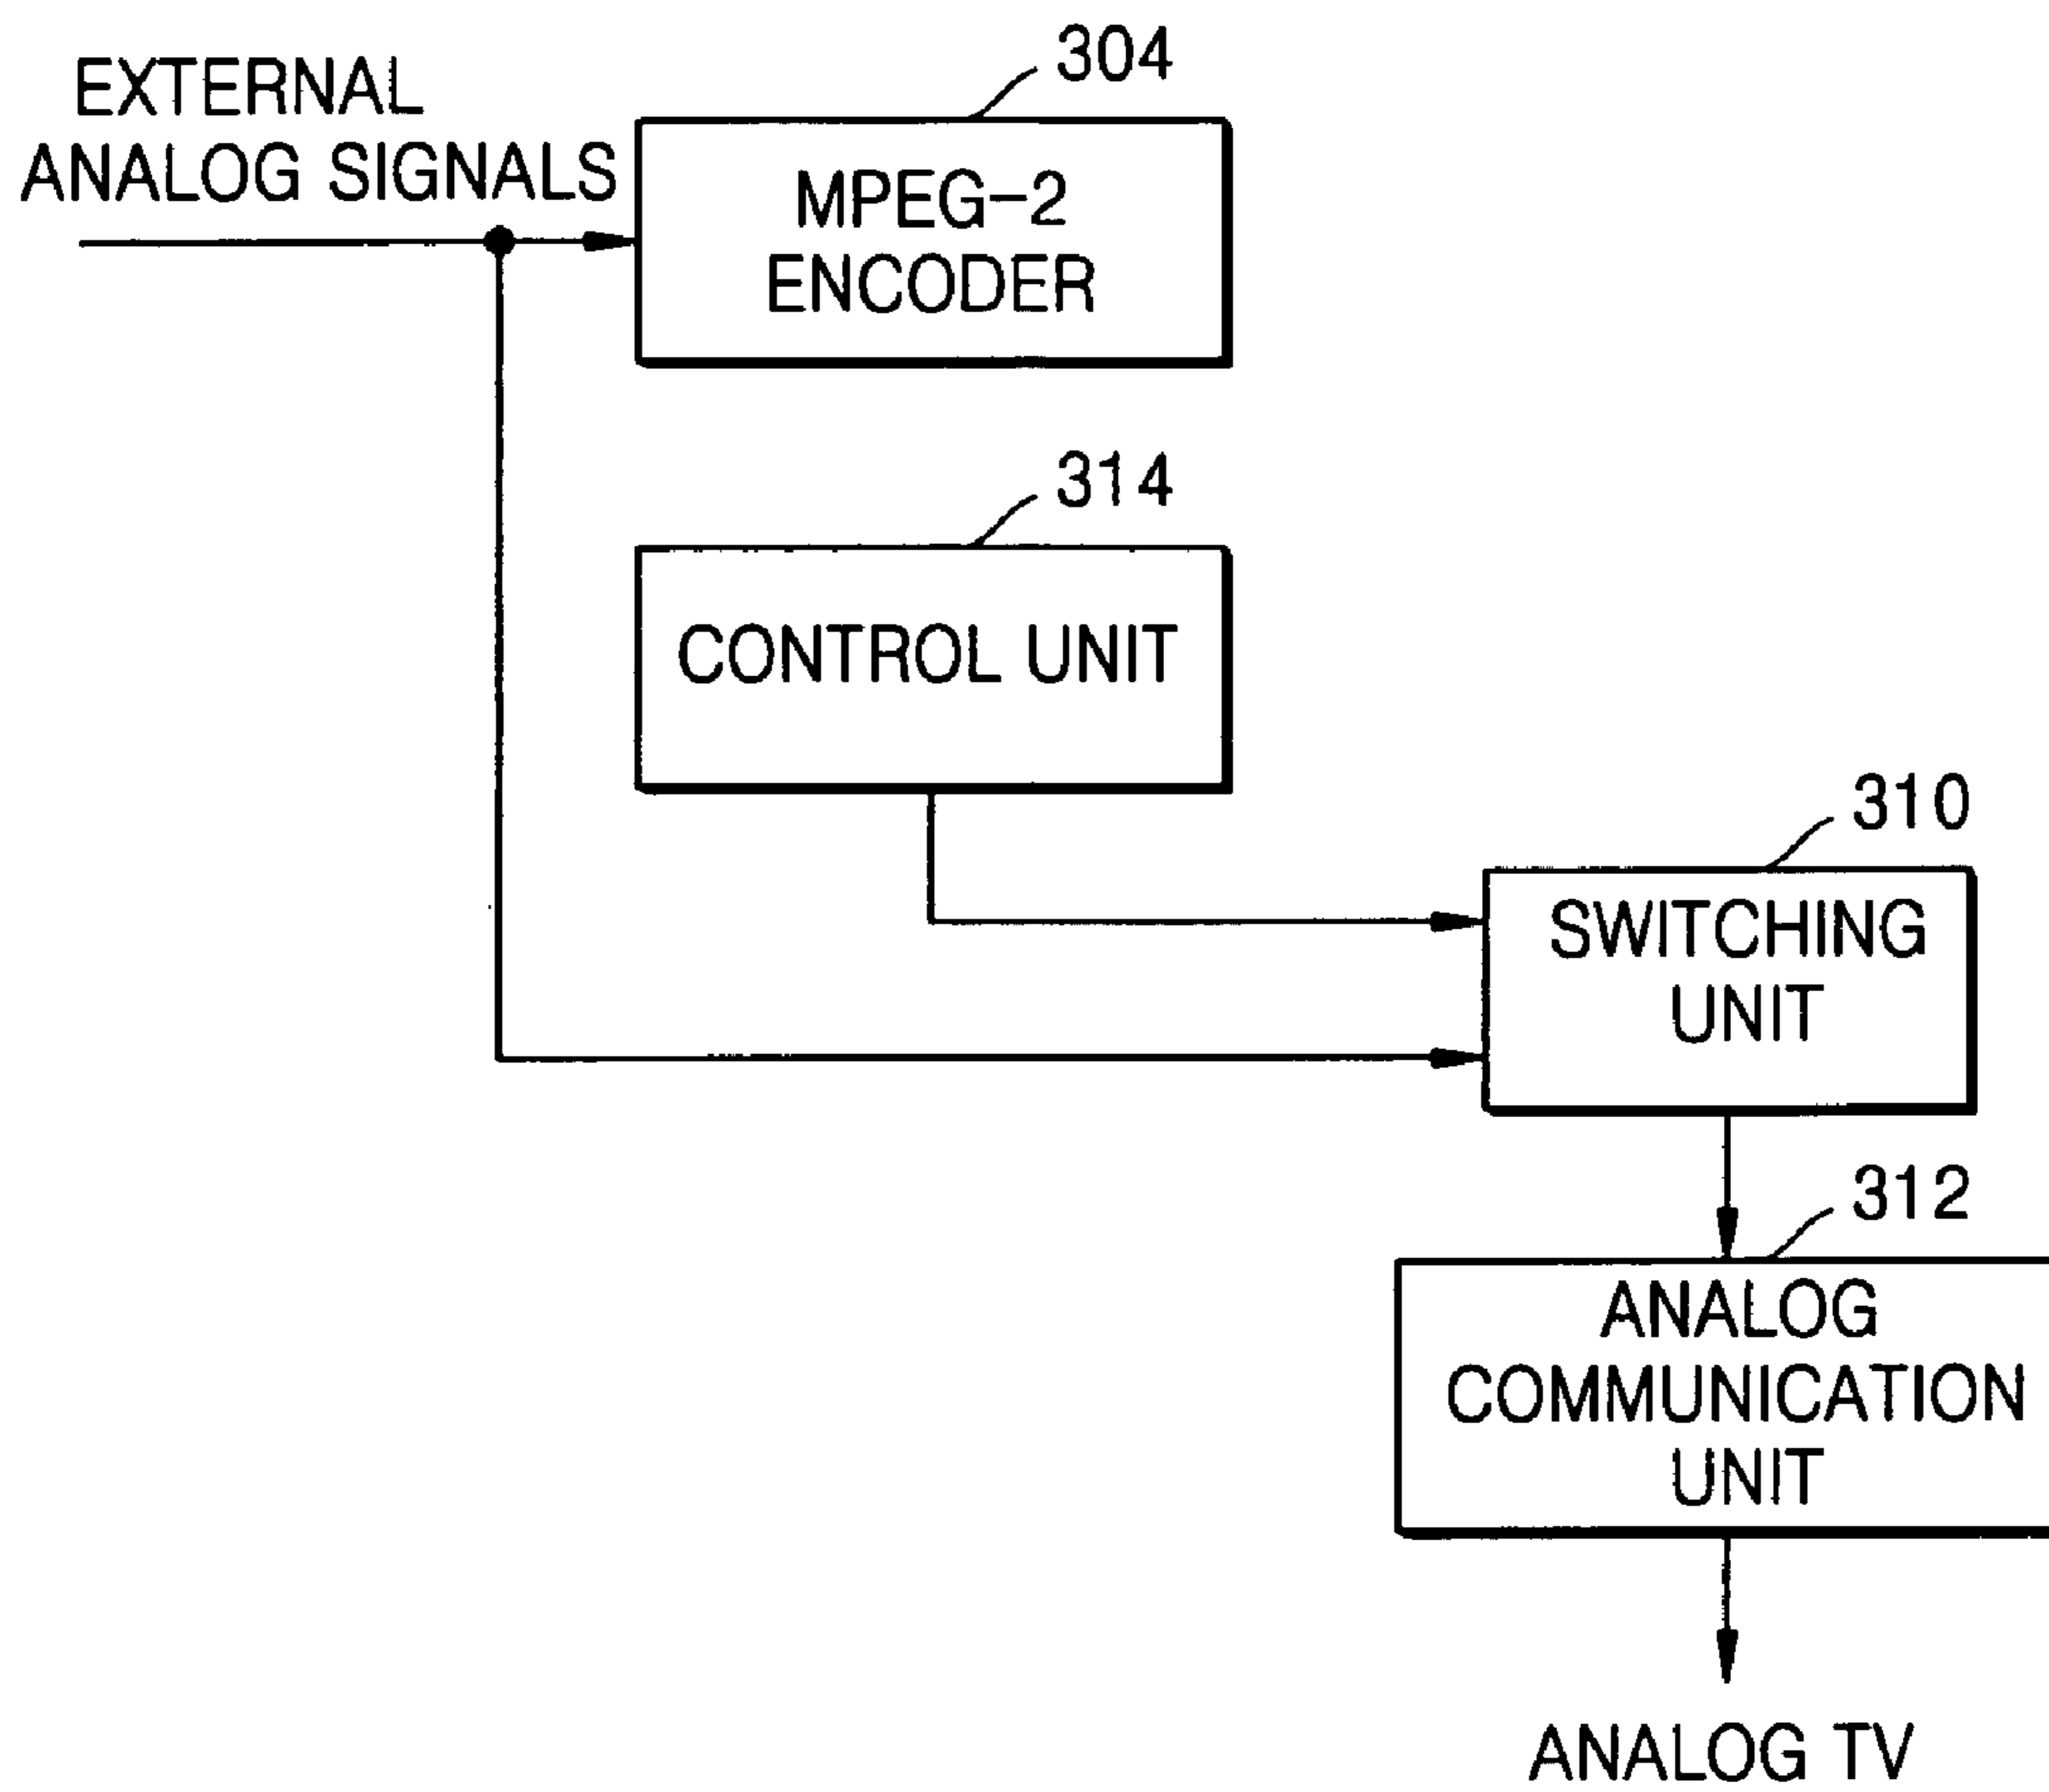 304
EXTERNAL
ANALOG SIGNALS
MPEG-2
ENCODER
314
CONTROL UNIT
310
SWITCHING
UNIT
312
ANALOG
COMMUNICATION
UNIT
ANALOG TV